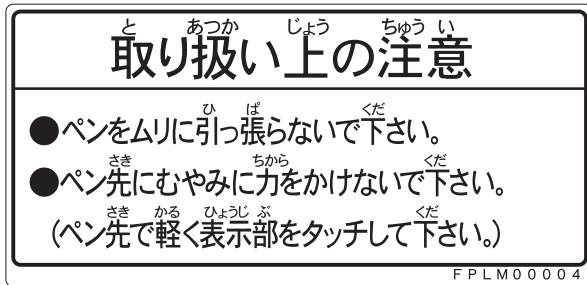 取り扱い上の注意
●ペンをムリに引っ張らないで下さい。
●ペン先にむやみに力をかけないで下さい。
(ペン先で軽く表示部をタッチして下さい。)
FPLM00004